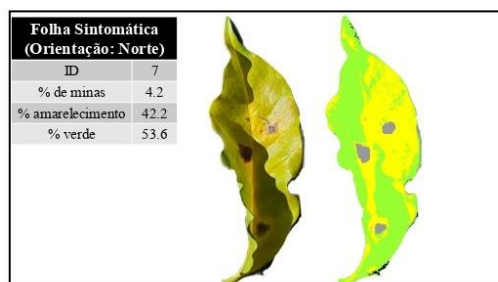 Folha Sintomática
(Orientação: Norte)
ID 7
% de minas 4.2
% amarelecimento 42.2
% verde 53.6